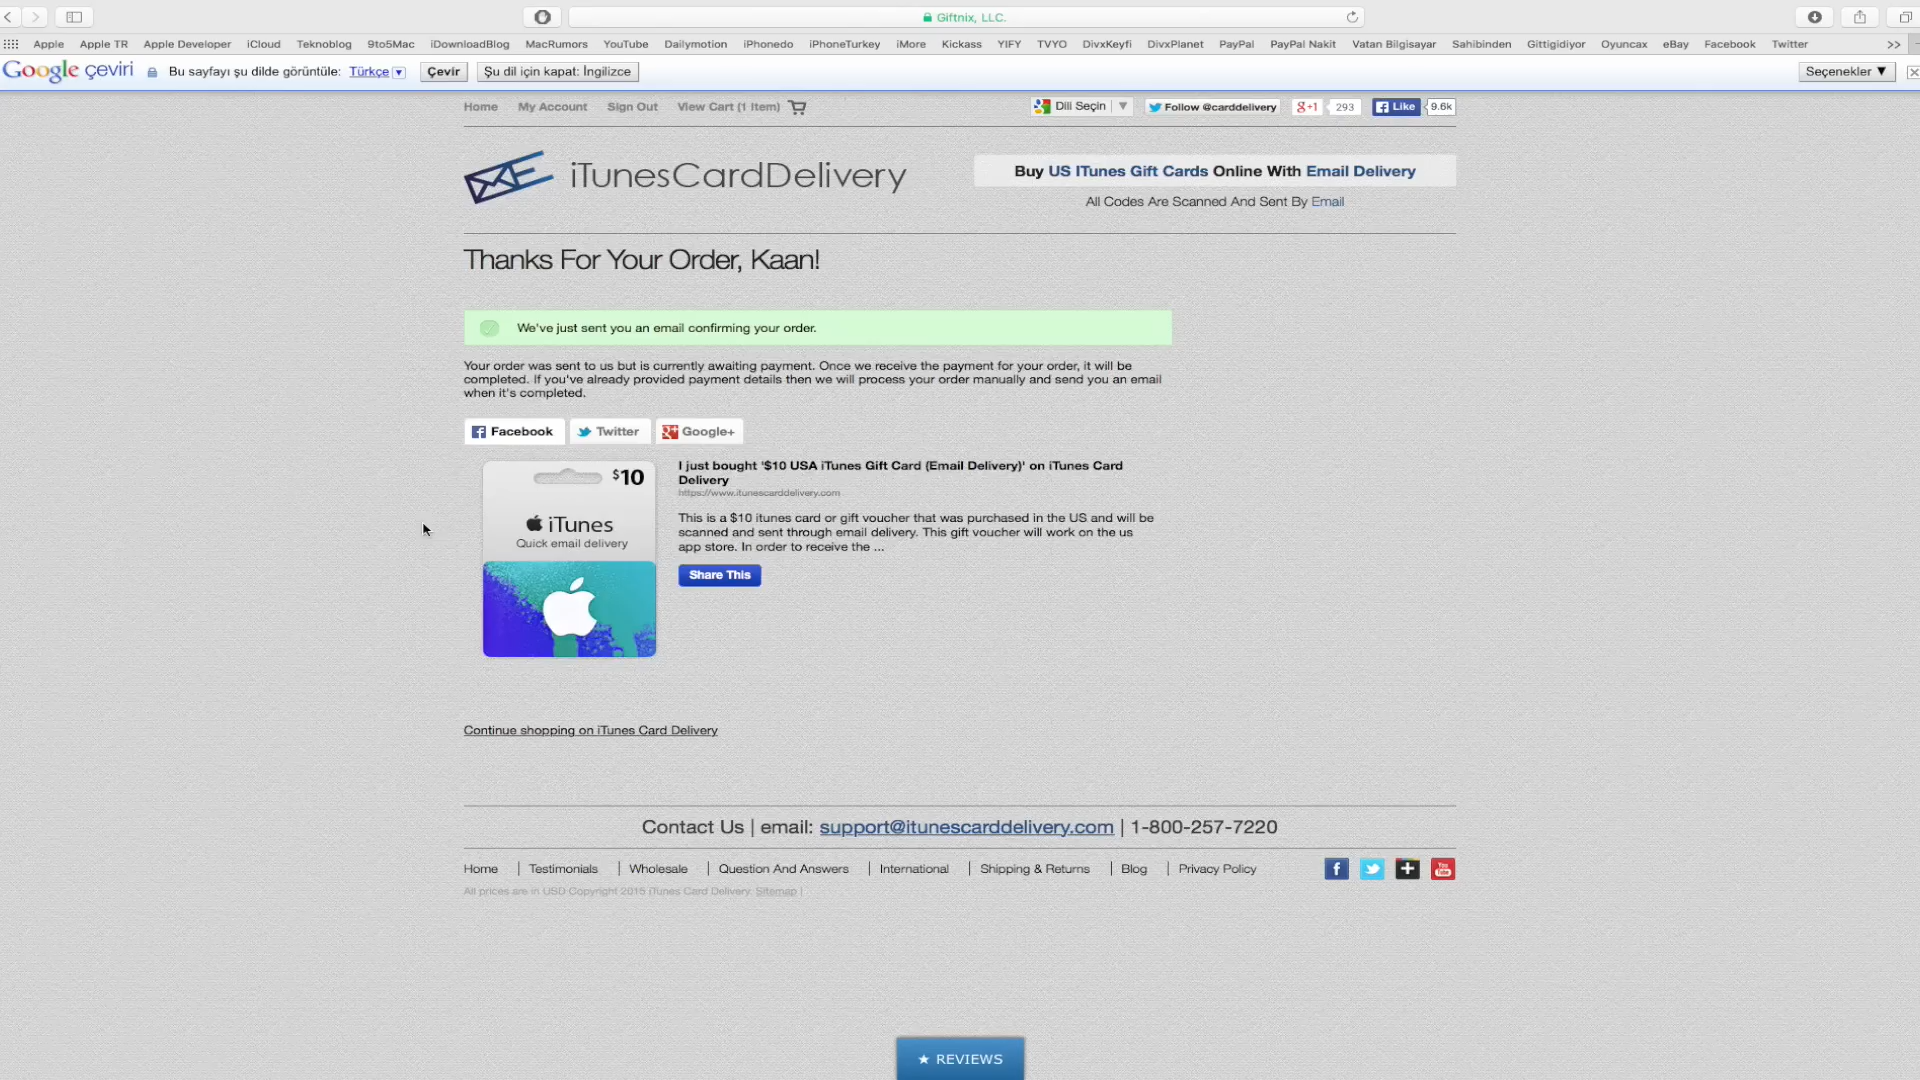 Giftnix, LLC.
Apple Apple TR Apple Developer iCloud Teknoblog 9to5Mac iDownloadBlog MacRumors YouTube Dailymotion iPhonedo iPhoneTurkey iMore Kickass YIFY TVYO DivxKeyfi DivxPlanet PayPal PayPal Nakit Vatan Bilgisayar Sahibinden Gittigidiyor Oyuncax eBay Facebook Twitter >>
Google çeviri Bu sayfayı şu dilde görüntüle: Türkçe ▼ Çevir Şu dil için kapat: İngilizce Seçenekler ▼
Home My Account Sign Out View Cart (1 Item) Dili Seçin ▼ Follow @carddelivery g+1 293 Like 9.6k
iTunesCardDelivery
Buy US ITunes Gift Cards Online With Email Delivery
All Codes Are Scanned And Sent By Email
Thanks For Your Order, Kaan!
We've just sent you an email confirming your order.
Your order was sent to us but is currently awaiting payment. Once we receive the payment for your order, it will be
completed. If you've already provided payment details then we will process your order manually and send you an email
when it's completed.
Facebook Twitter Google+
$10
iTunes
Quick email delivery
I just bought '$10 USA iTunes Gift Card (Email Delivery)' on iTunes Card
Delivery
https://www.itunescarddelivery.com
This is a $10 itunes card or gift voucher that was purchased in the US and will be
scanned and sent through email delivery. This gift voucher will work on the us
app store. In order to receive the ...
Share This
Continue shopping on iTunes Card Delivery
Contact Us | email: support@itunescarddelivery.com | 1-800-257-7220
Home | Testimonials | Wholesale | Question And Answers | International | Shipping & Returns | Blog | Privacy Policy
All prices are in USD Copyright 2015 iTunes Card Delivery. Sitemap |
★ REVIEWS